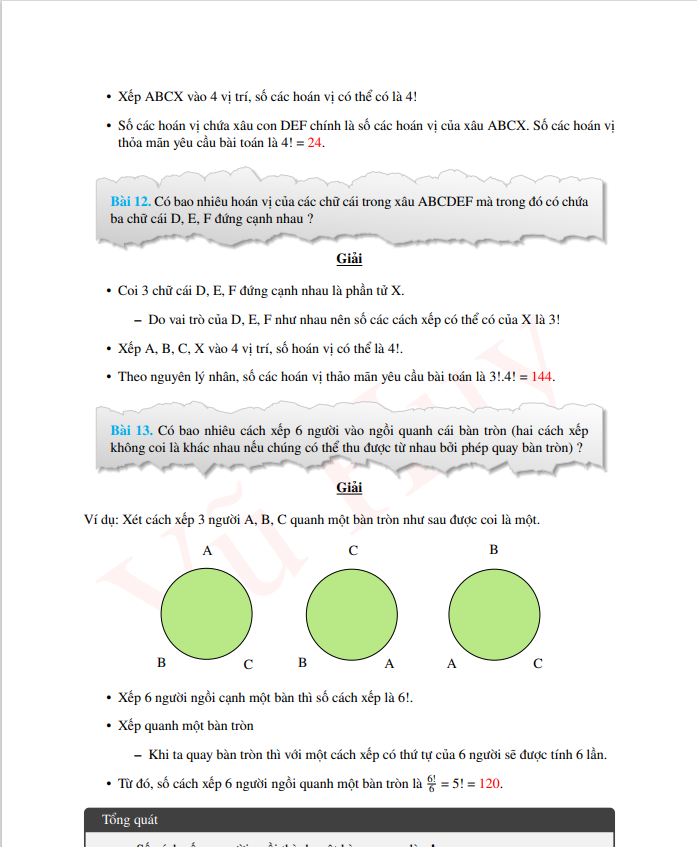 • Xếp ABCX vào 4 vị trí, số các hoán vị có thể có là 4!
• Số các hoán vị chứa xâu con DEF chính là số các hoán vị của xâu ABCX. Số các hoán vị
thỏa mãn yêu cầu bài toán là 4! = 24.
Bài 12. Có bao nhiêu hoán vị của các chữ cái trong xâu ABCDEF mà trong đó có chứa
ba chữ cái D, E, F đứng cạnh nhau ?
Giải
• Coi 3 chữ cái D, E, F đứng cạnh nhau là phần tử X.
– Do vai trò của D, E, F như nhau nên số các cách xếp có thể có của X là 3!
• Xếp A, B, C, X vào 4 vị trí, số hoán vị có thể là 4!.
• Theo nguyên lý nhân, số các hoán vị thảo mãn yêu cầu bài toán là 3!.4! = 144.
Bài 13. Có bao nhiêu cách xếp 6 người vào ngồi quanh cái bàn tròn (hai cách xếp
không coi là khác nhau nếu chúng có thể thu được từ nhau bởi phép quay bàn tròn) ?
Giải
Ví dụ: Xét cách xếp 3 người A, B, C quanh một bàn tròn như sau được coi là một.
A C B
B C B A A C
• Xếp 6 người ngồi cạnh một bàn thì số cách xếp là 6!.
• Xếp quanh một bàn tròn
– Khi ta quay bàn tròn thì với một cách xếp có thứ tự của 6 người sẽ được tính 6 lần.
• Từ đó, số cách xếp 6 người ngồi quanh một bàn tròn là 6!/6 = 5! = 120.
Tổng quát
Vũ Huy